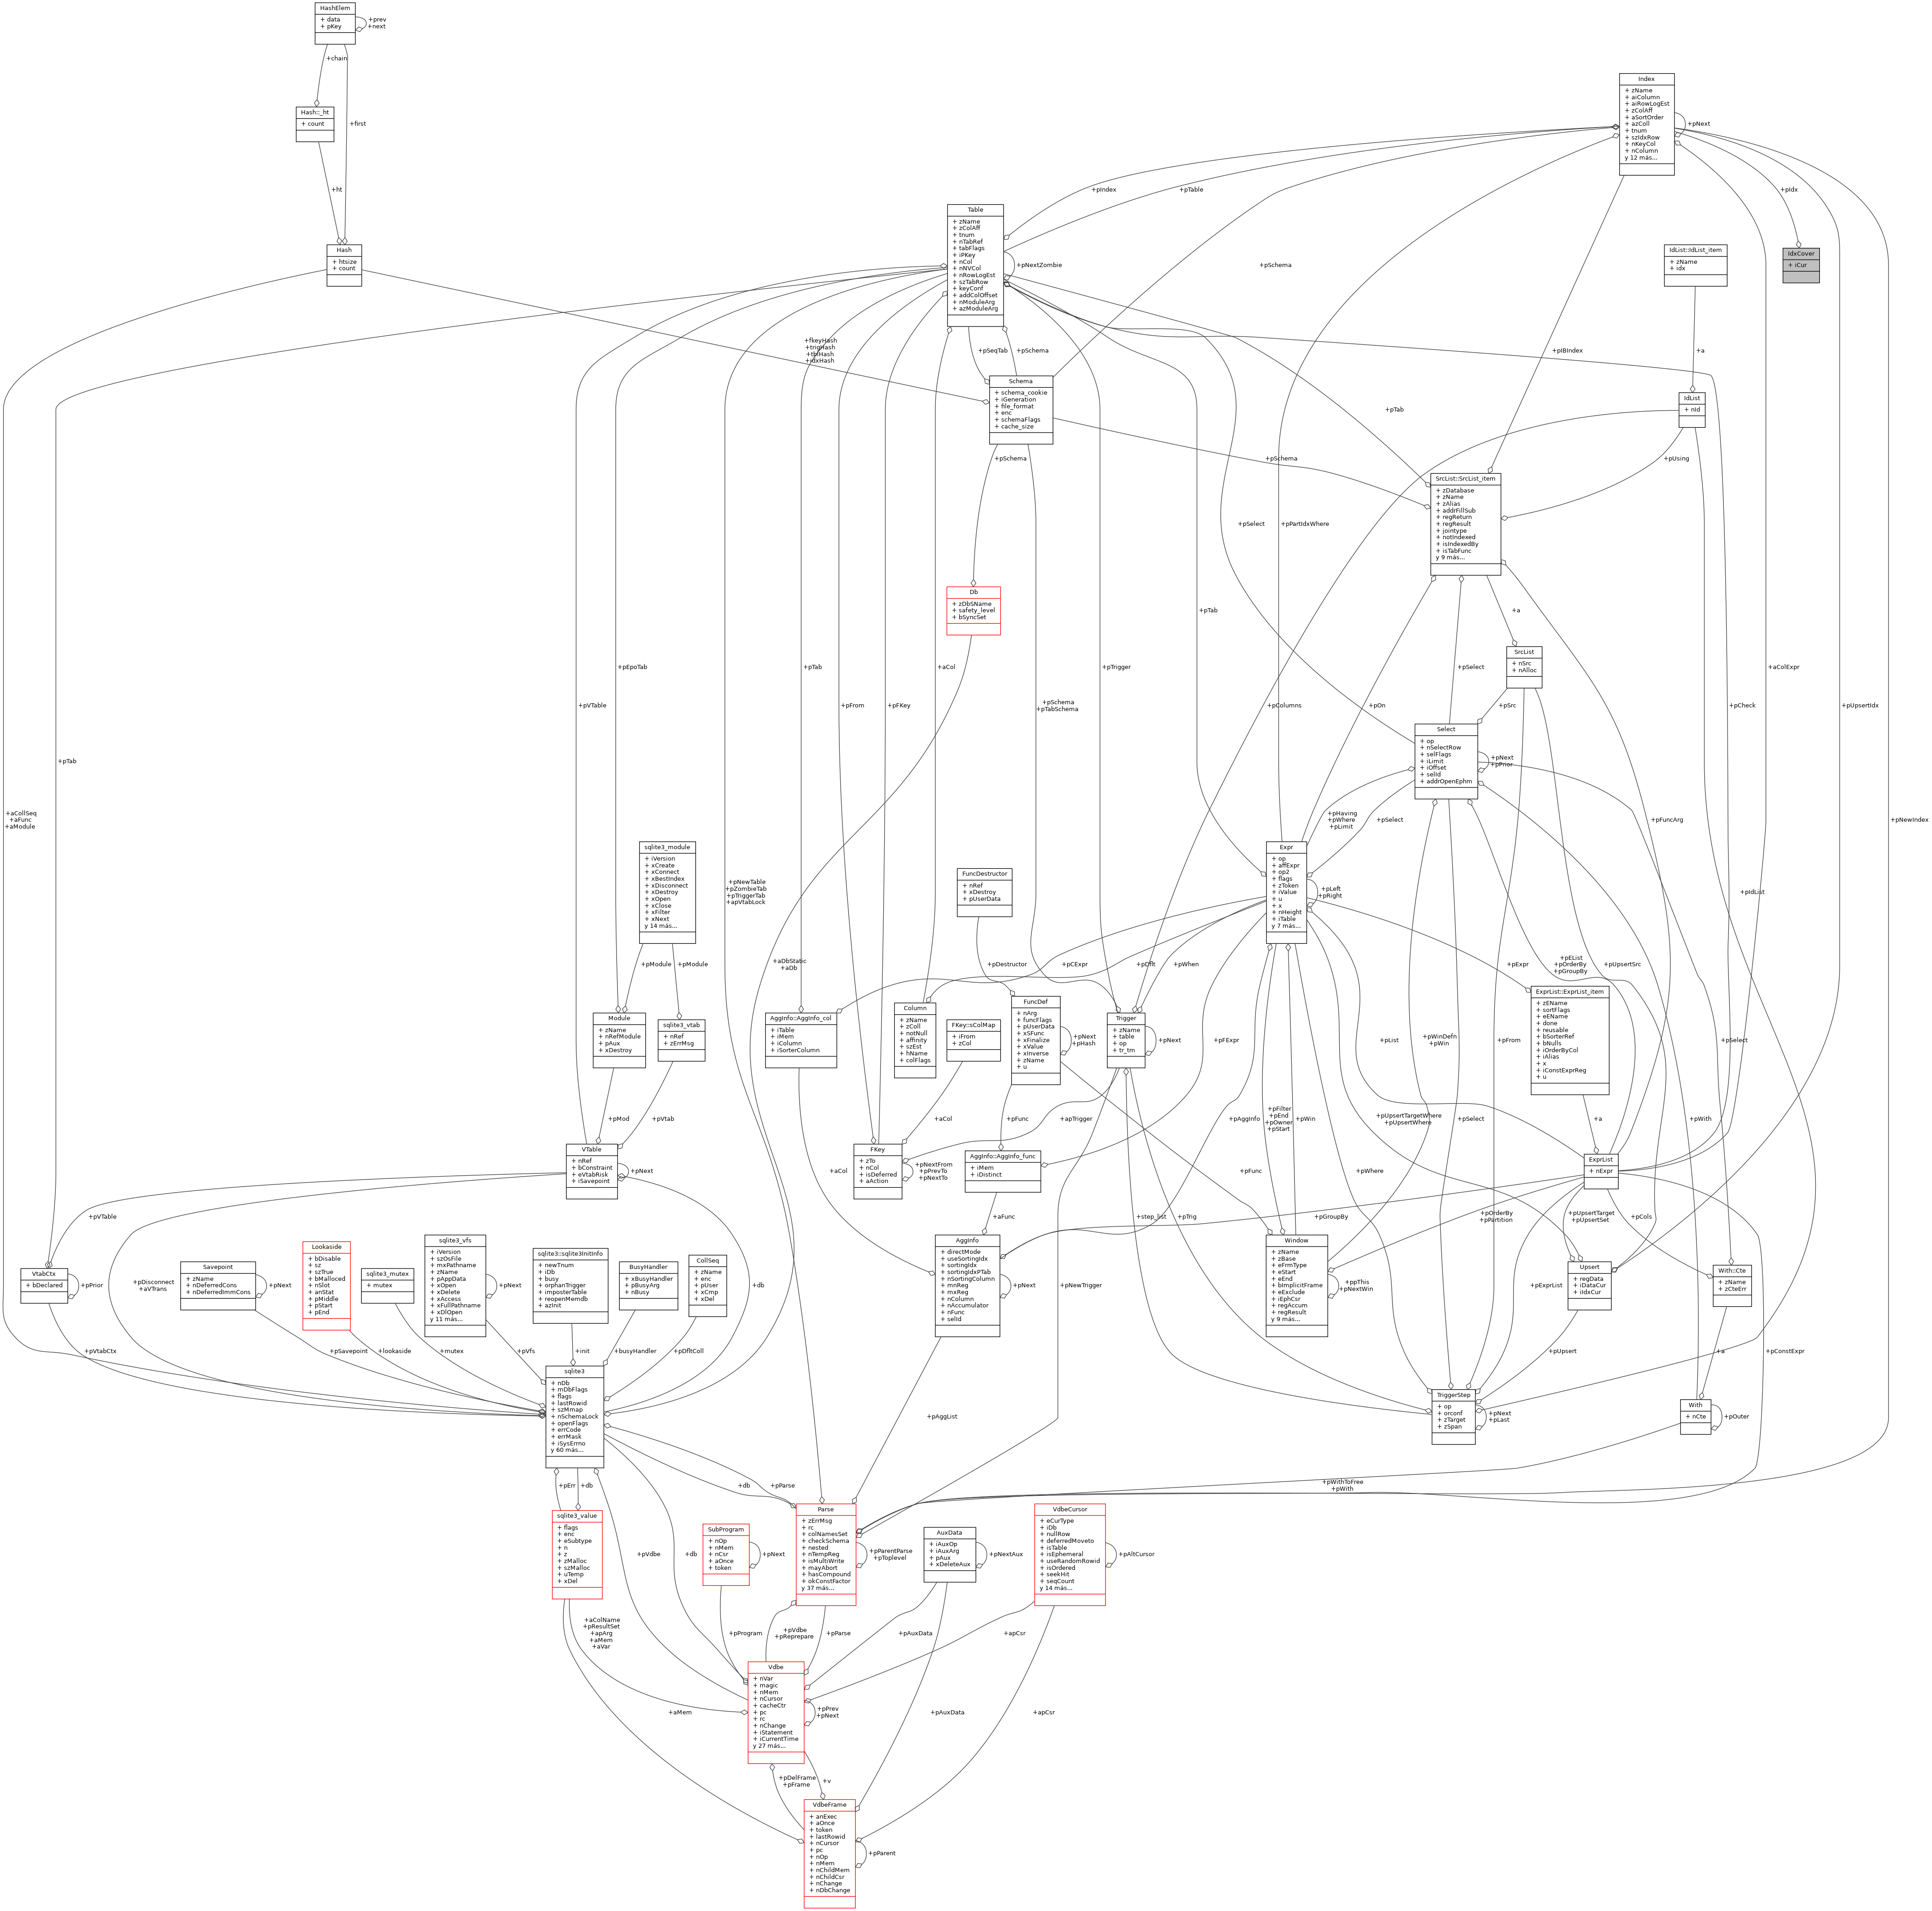 HashElem
+ data
+ pKey
+prev
+next
+chain
Hash::_ht
+ count
+first
+ht
Hash
+ htsize
+ count
Index
+ zName
+ aiColumn
+ aiRowLogEst
+ zColAff
+ aSortOrder
+ azColl
+ tnum
+ szIdxRow
+ nKeyCol
+ nColumn
y 12 más...
+pNext
+pIndex
+pTable
+pIdx
Table
+ zName
+ zColAff
+ tnum
+ nTabRef
+ tabFlags
+ iPKey
+ nCol
+ nNVCol
+ nRowLogEst
+ szTabRow
+ keyConf
+ addColOffset
+ nModuleArg
+ azModuleArg
+pNextZombie
+pSchema
IdList::IdList_item
+ zName
+ idx
IdxCover
+ iCur
+fkeyHash
+trigHash
+tblHash
+idxHash
+pSeqTab
+pSchema
+pIBIndex
+a
Schema
+ schema_cookie
+ iGeneration
+ file_format
+ enc
+ schemaFlags
+ cache_size
IdList
+ nId
+pTab
+pSchema
+pSchema
+pUsing
SrcList::SrcList_item
+ zDatabase
+ zName
+ zAlias
+ addrFillSub
+ regReturn
+ regResult
+ jointype
+ notIndexed
+ isIndexedBy
+ isTabFunc
y 9 más...
+pSelect
+pPartIdxWhere
Db
+ zDbSName
+ safety_level
+ bSyncSet
+pTab
+a
SrcList
+ nSrc
+ nAlloc
+pEpoTab
+pTab
+aCol
+pTrigger
+pSelect
+aColExpr
+pVTable
+pFrom
+pFKey
+pSchema
+pTabSchema
+pColumns
+pOn
+pSrc
+pCheck
+pUpsertIdx
Select
+ op
+ nSelectRow
+ selFlags
+ iLimit
+ iOffset
+ selId
+ addrOpenEphm
+pNext
+pPrior
+pTab
+aCollSeq
+aFunc
+aModule
+pHaving
+pWhere
+pLimit
+pSelect
+pFuncArg
+pNewIndex
sqlite3_module
+ iVersion
+ xCreate
+ xConnect
+ xBestIndex
+ xDisconnect
+ xDestroy
+ xOpen
+ xClose
+ xFilter
+ xNext
y 14 más...
+pNewTable
+pZombieTab
+pTriggerTab
+apVtabLock
FuncDestructor
+ nRef
+ xDestroy
+ pUserData
Expr
+ op
+ affExpr
+ op2
+ flags
+ zToken
+ iValue
+ u
+ x
+ nHeight
+ iTable
y 7 más...
+pLeft
+pRight
+pIdList
+pModule
+pModule
+aDbStatic
+aDb
+pDestructor
+pCExpr
+pDflt
+pWhen
+pExpr
+pEList
+pOrderBy
+pGroupBy
+pUpsertSrc
Module
+ zName
+ nRefModule
+ pAux
+ xDestroy
sqlite3_vtab
+ nRef
+ zErrMsg
AggInfo::AggInfo_col
+ iTable
+ iMem
+ iColumn
+ iSorterColumn
Column
+ zName
+ zColl
+ notNull
+ affinity
+ szEst
+ hName
+ colFlags
FKey::sColMap
+ iFrom
+ zCol
FuncDef
+ nArg
+ funcFlags
+ pUserData
+ xSFunc
+ xFinalize
+ xValue
+ xInverse
+ zName
+ u
+pNext
+pHash
Trigger
+ zName
+ table
+ op
+ tr_tm
+pNext
+pFExpr
+pList
+pWinDefn
+pWin
+pFrom
ExprList::ExprList_item
+ zEName
+ sortFlags
+ eEName
+ done
+ reusable
+ bSorterRef
+ bNulls
+ iOrderByCol
+ iAlias
+ x
+ iConstExprReg
+ u
+pSelect
+pMod
+pVtab
+aCol
+pFunc
+apTrigger
+pAggInfo
+pFilter
+pEnd
+pOwner
+pStart
+pWin
+pUpsertTargetWhere
+pUpsertWhere
+pSelect
+a
+pWith
VTable
+ nRef
+ bConstraint
+ eVtabRisk
+ iSavepoint
+pNext
+aCol
FKey
+ zTo
+ nCol
+ isDeferred
+ aAction
+pNextFrom
+pPrevTo
+pNextTo
AggInfo::AggInfo_func
+ iMem
+ iDistinct
+pFunc
+pWhere
ExprList
+ nExpr
+pVTable
+aFunc
+step_list
+pTrig
+pGroupBy
+pOrderBy
+pPartition
+pUpsertTarget
+pUpsertSet
+pCols
VtabCtx
+ bDeclared
+pPrior
+pDisconnect
+aVTrans
Savepoint
+ zName
+ nDeferredCons
+ nDeferredImmCons
+pNext
Lookaside
+ bDisable
+ sz
+ szTrue
+ bMalloced
+ nSlot
+ anStat
+ pMiddle
+ pStart
+ pEnd
sqlite3_mutex
+ mutex
sqlite3_vfs
+ iVersion
+ szOsFile
+ mxPathname
+ zName
+ pAppData
+ xOpen
+ xDelete
+ xAccess
+ xFullPathname
+ xDlOpen
y 11 más...
+pNext
sqlite3::sqlite3InitInfo
+ newTnum
+ iDb
+ busy
+ orphanTrigger
+ imposterTable
+ reopenMemdb
+ azInit
BusyHandler
+ xBusyHandler
+ pBusyArg
+ nBusy
CollSeq
+ zName
+ enc
+ pUser
+ xCmp
+ xDel
+db
AggInfo
+ directMode
+ useSortingIdx
+ sortingIdx
+ sortingIdxPTab
+ nSortingColumn
+ mnReg
+ mxReg
+ nColumn
+ nAccumulator
+ nFunc
+ selId
+pNext
+pNewTrigger
Window
+ zName
+ zBase
+ eFrmType
+ eStart
+ eEnd
+ bImplicitFrame
+ eExclude
+ iEphCsr
+ regAccum
+ regResult
y 9 más...
+ppThis
+pNextWin
+pExprList
Upsert
+ regData
+ iDataCur
+ iIdxCur
With::Cte
+ zName
+ zCteErr
+pVtabCtx
+pSavepoint
+lookaside
+mutex
+pVfs
+init
+busyHandler
+pDfltColl
+pUpsert
+a
+pConstExpr
sqlite3
+ nDb
+ mDbFlags
+ flags
+ lastRowid
+ szMmap
+ nSchemaLock
+ openFlags
+ errCode
+ errMask
+ iSysErrno
y 60 más...
+pAggList
TriggerStep
+ op
+ orconf
+ zTarget
+ zSpan
+pNext
+pLast
With
+ nCte
+pOuter
+pErr
+db
+db
+pParse
+pWithToFree
+pWith
sqlite3_value
+ flags
+ enc
+ eSubtype
+ n
+ z
+ zMalloc
+ szMalloc
+ uTemp
+ xDel
+pVdbe
+db
SubProgram
+ nOp
+ nMem
+ nCsr
+ aOnce
+ token
+pNext
Parse
+ zErrMsg
+ rc
+ colNamesSet
+ checkSchema
+ nested
+ nTempReg
+ isMultiWrite
+ mayAbort
+ hasCompound
+ okConstFactor
y 37 más...
+pParentParse
+pToplevel
AuxData
+ iAuxOp
+ iAuxArg
+ pAux
+ xDeleteAux
+pNextAux
VdbeCursor
+ eCurType
+ iDb
+ nullRow
+ deferredMoveto
+ isTable
+ isEphemeral
+ useRandomRowid
+ isOrdered
+ seekHit
+ seqCount
y 14 más...
+pAltCursor
+aColName
+pResultSet
+apArg
+aMem
+aVar
+pProgram
+pVdbe
+pReprepare
+pParse
+pAuxData
+apCsr
Vdbe
+ nVar
+ magic
+ nMem
+ nCursor
+ cacheCtr
+ pc
+ rc
+ nChange
+ iStatement
+ iCurrentTime
y 27 más...
+pPrev
+pNext
+aMem
+pAuxData
+apCsr
+pDelFrame
+pFrame
+v
VdbeFrame
+ anExec
+ aOnce
+ token
+ lastRowid
+ nCursor
+ pc
+ nOp
+ nMem
+ nChildMem
+ nChildCsr
+ nChange
+ nDbChange
+pParent